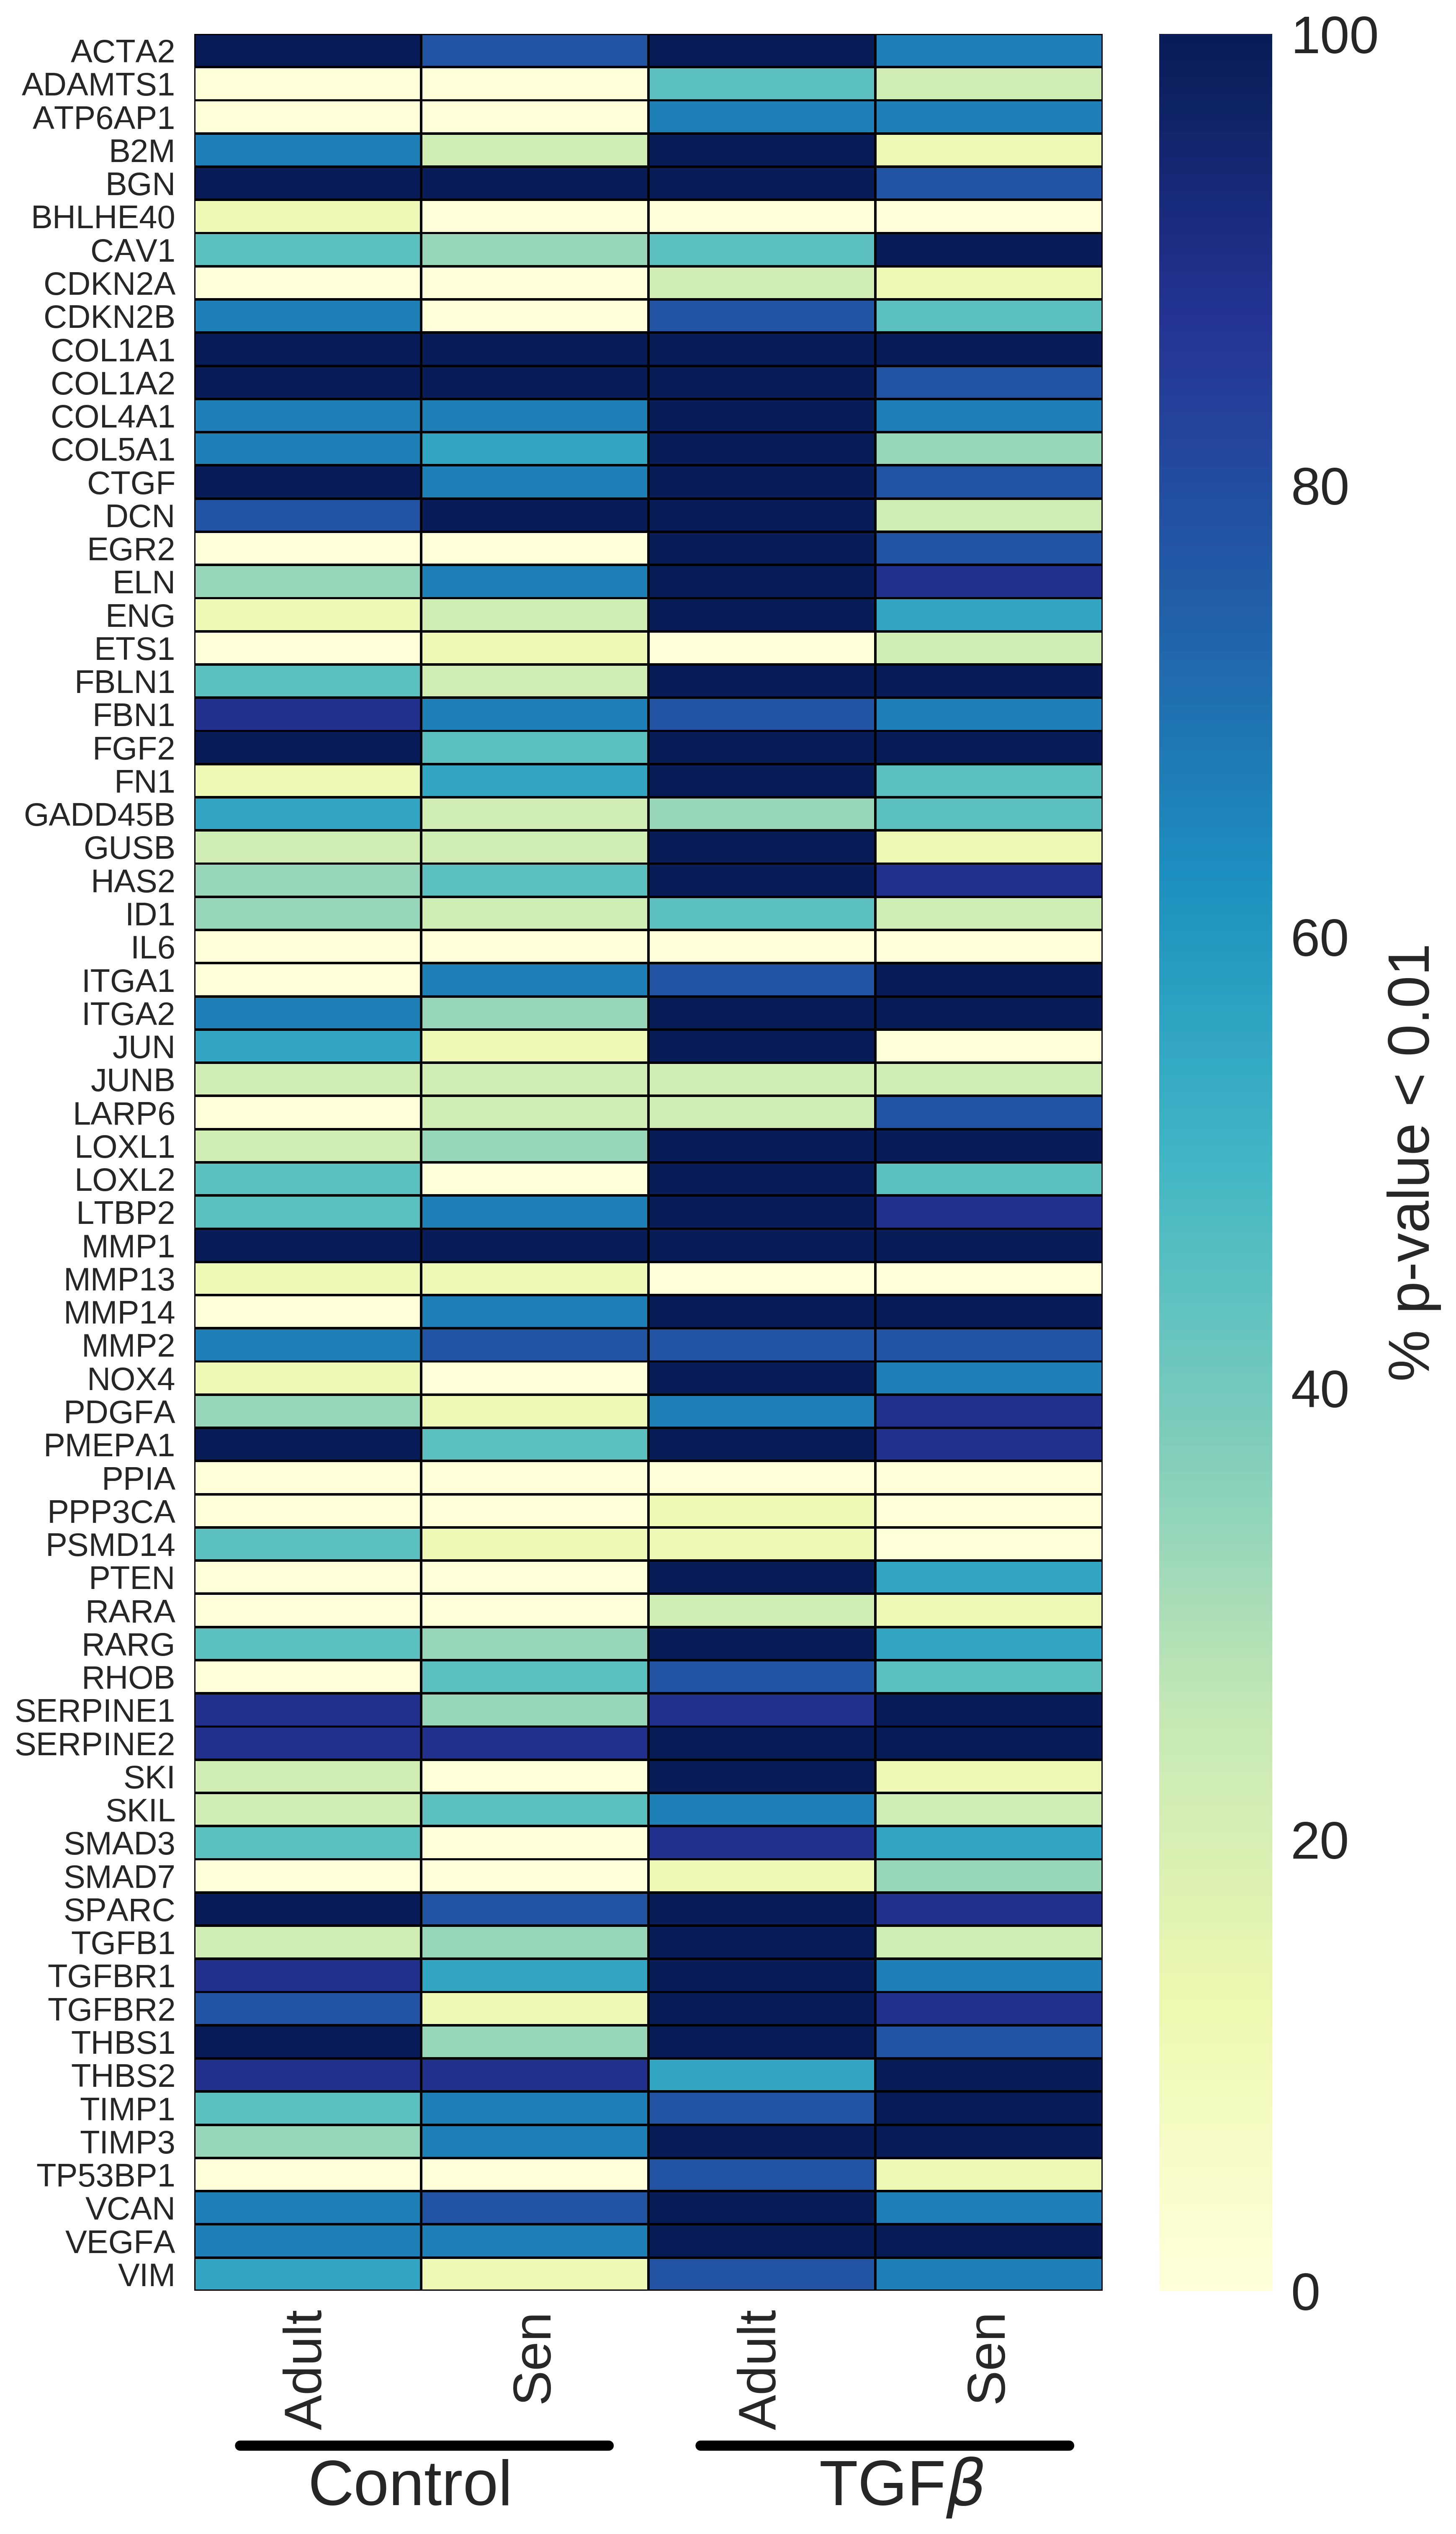 ACTA2
ADAMTS1
ATP6AP1
B2M
BGN
BHLHE40
CAV1
CDKN2A
CDKN2B
COL1A1
COL1A2
COL4A1
COL5A1
CTGF
DCN
EGR2
ELN
ENG
ETS1
FBLN1
FBN1
FGF2
FN1
GADD45B
GUSB
HAS2
ID1
IL6
ITGA1
ITGA2
JUN
JUNB
LARP6
LOXL1
LOXL2
LTBP2
MMP1
MMP13
MMP14
MMP2
NOX4
PDGFA
PMEPA1
PPIA
PPP3CA
PSMD14
PTEN
RARA
RARG
RHOB
SERPINE1
SERPINE2
SKI
SKIL
SMAD3
SMAD7
SPARC
TGFB1
TGFBR1
TGFBR2
THBS1
THBS2
TIMP1
TIMP3
TP53BP1
VCAN
VEGFA
VIM
Adult
Sen
Adult
Sen
Control
TGFβ
100
80
60
40
20
0
% p-value < 0.01